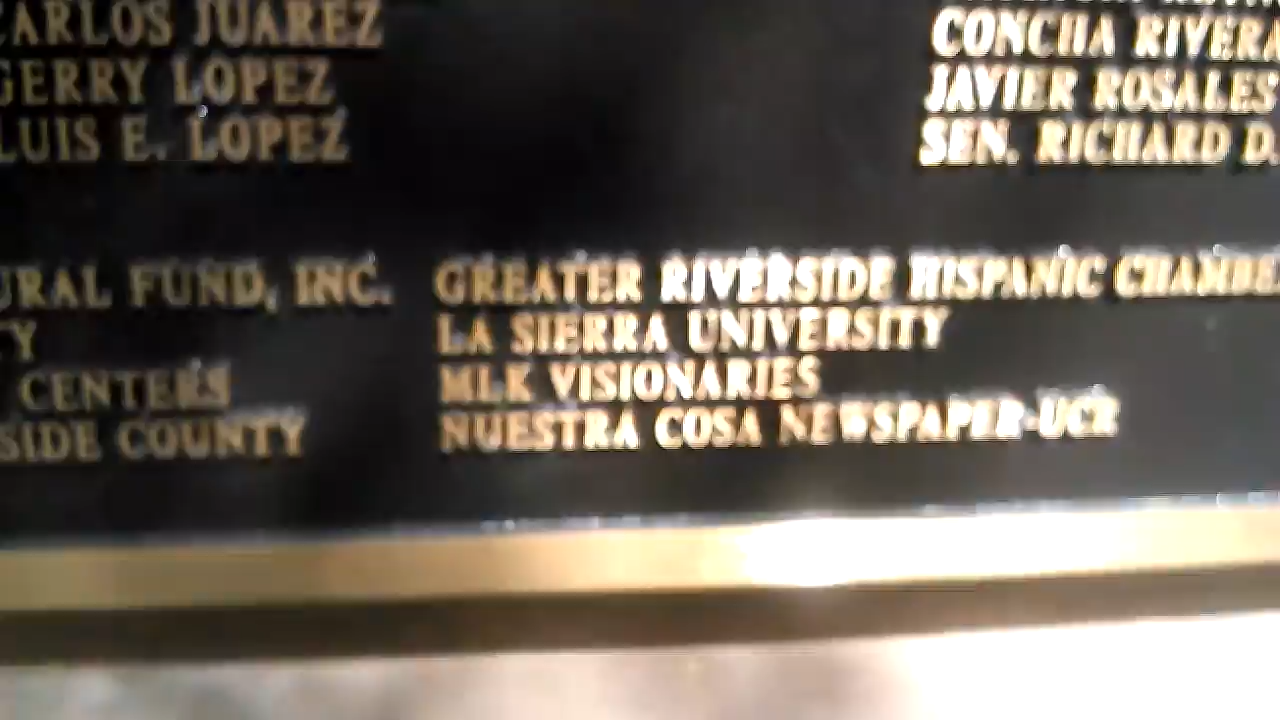 CARLOS JUAREZ
GERRY LOPEZ
LUIS E. LOPEZ
CONCHA RIVERA
JAVIER ROSALES
SEN. RICHARD D.
URAL FUND, INC.
TY
CENTERS
SIDE COUNTY
GREATER RIVERSIDE HISPANIC CHAMBE
LA SIERRA UNIVERSITY
MLK VISIONARIES
NUESTRA COSA NEWSPAPER-UCR